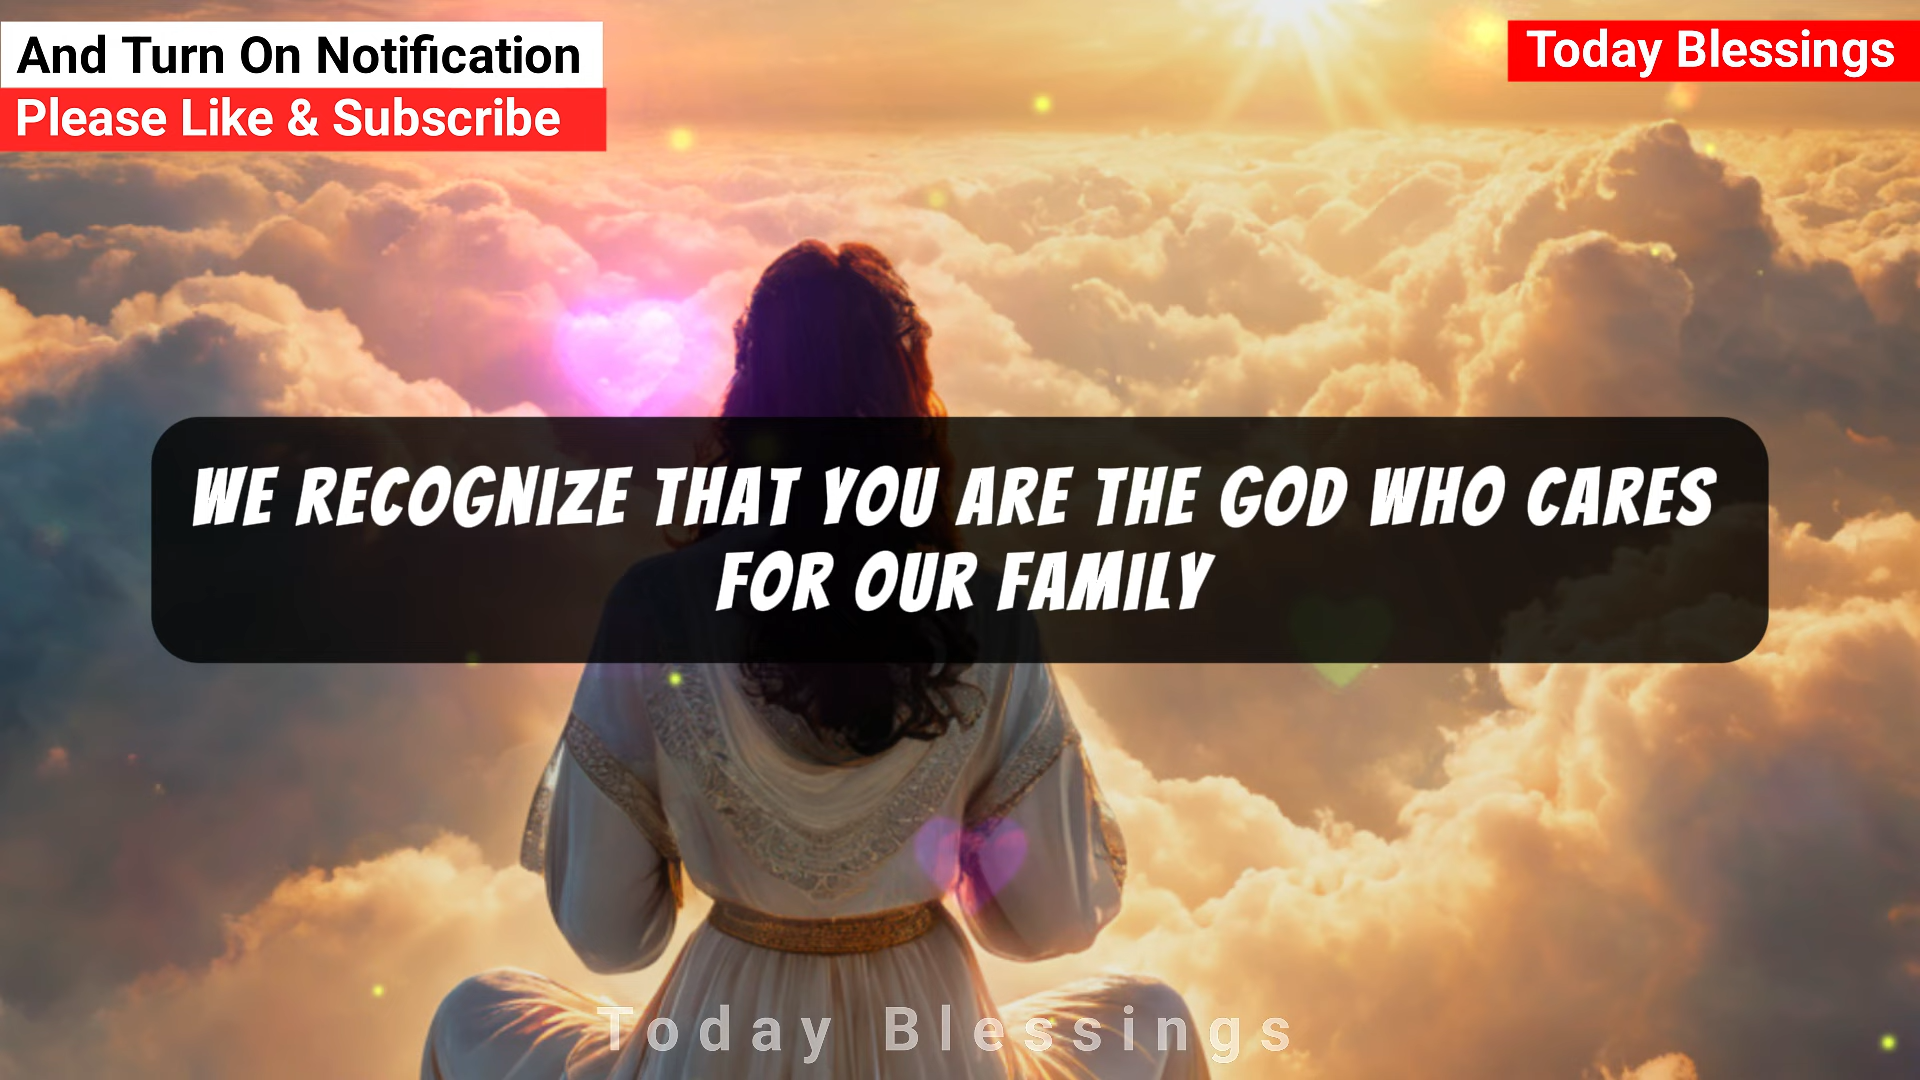 And Turn On Notification
Please Like & Subscribe
Today Blessings
WE RECOGNIZE THAT YOU ARE THE GOD WHO CARES
FOR OUR FAMILY
Today Blessings